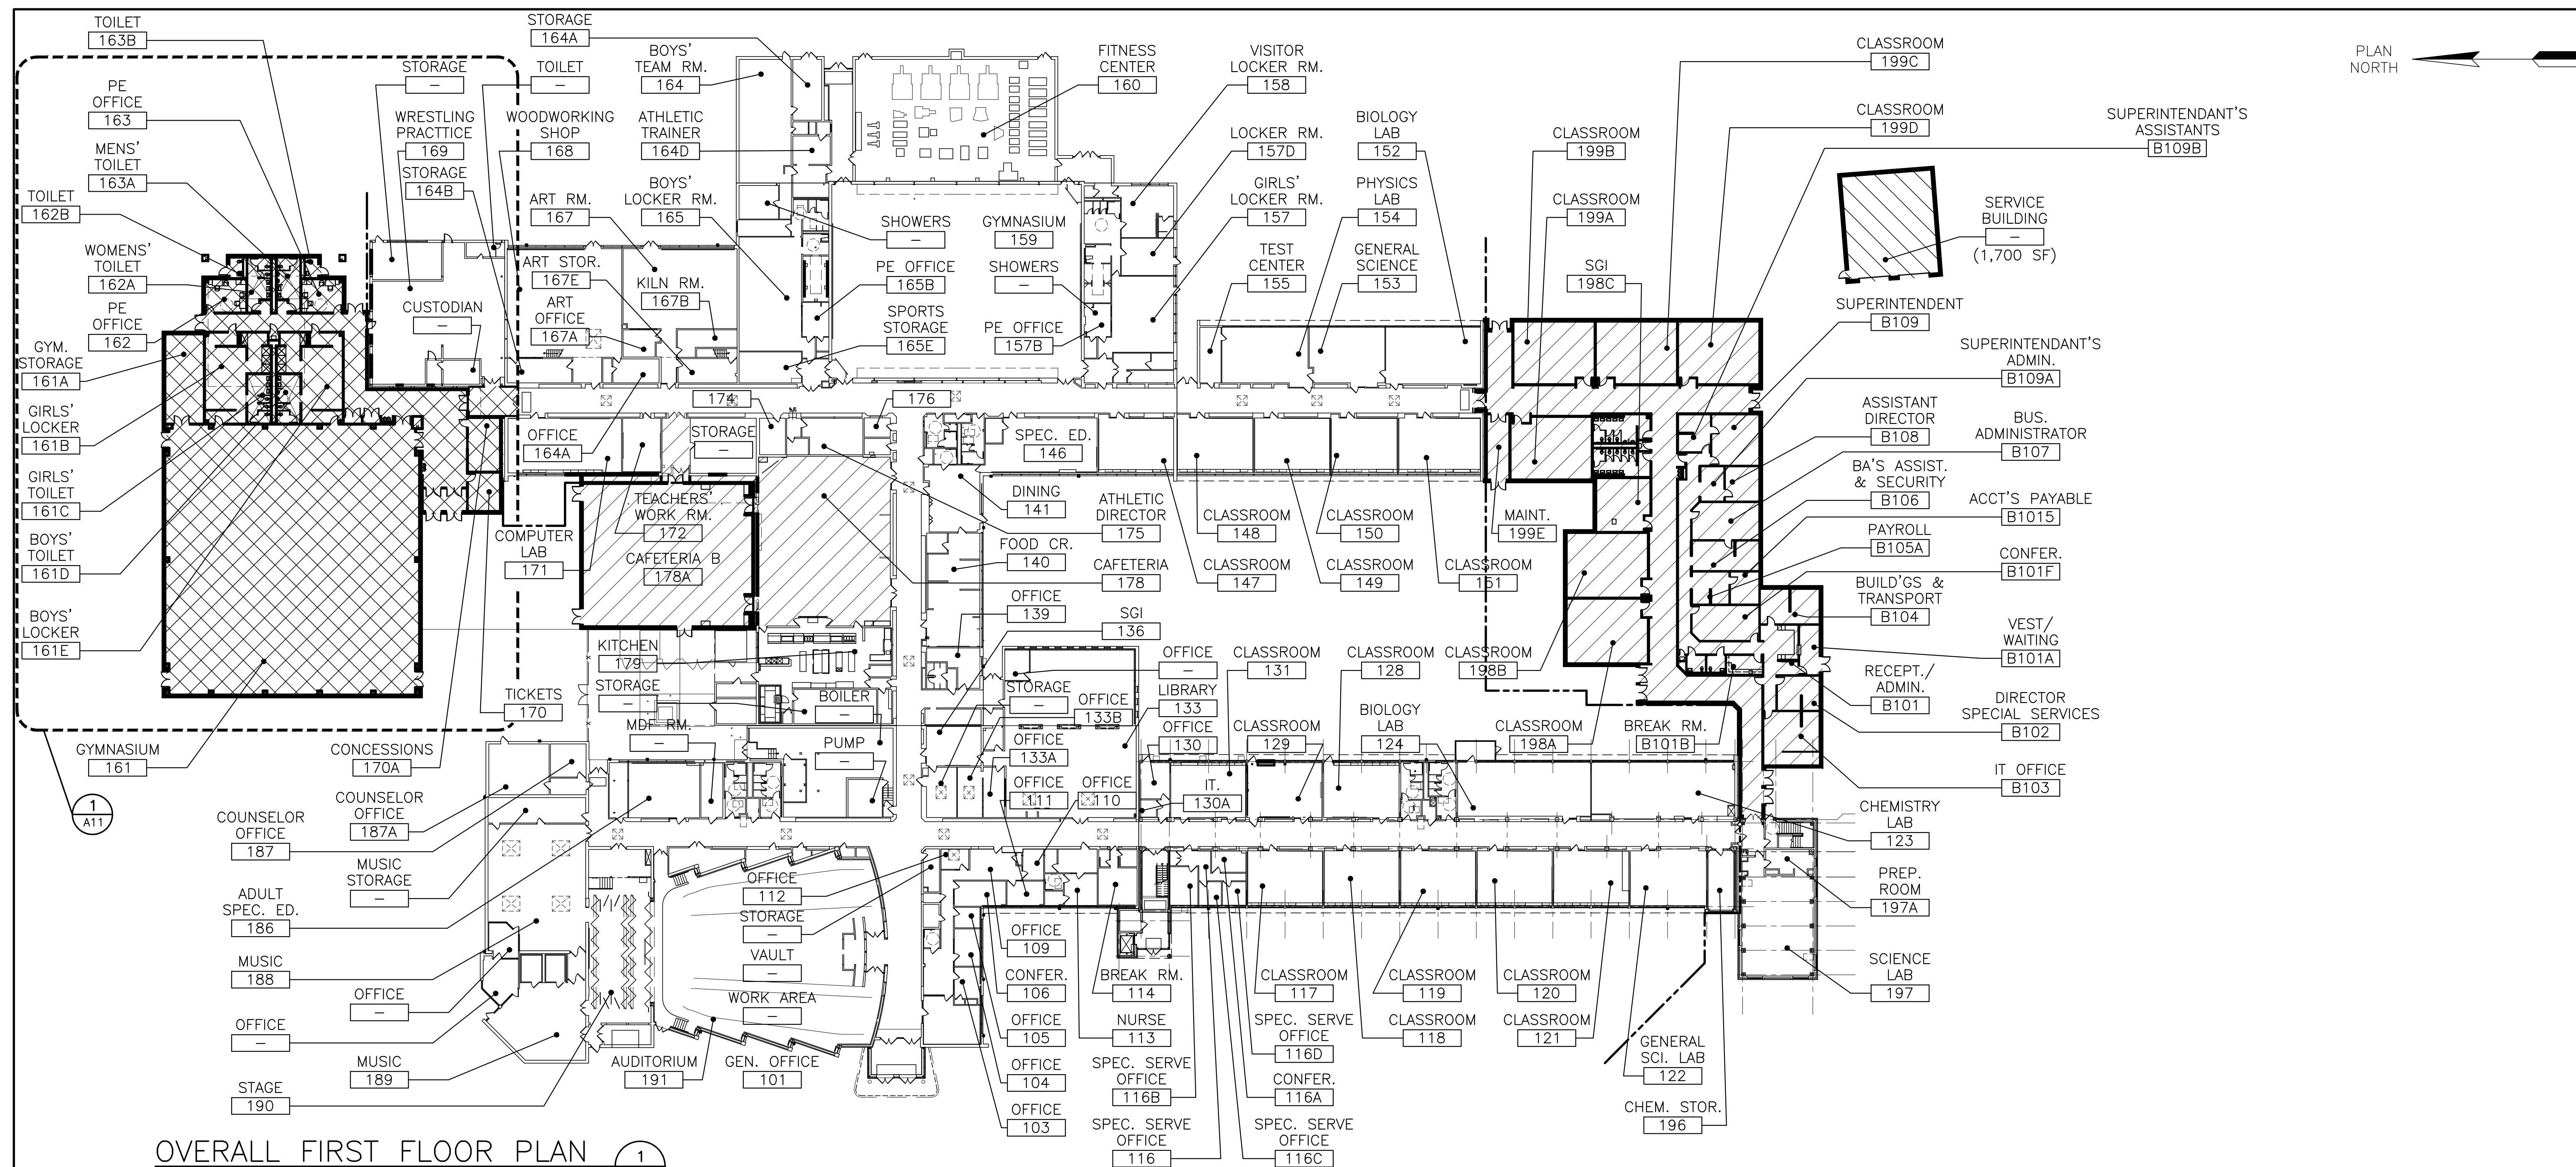 TOILET
163B
STORAGE
164A
BOYS'
TEAM RM.
164
FITNESS
CENTER
160
VISITOR
LOCKER RM.
158
CLASSROOM
199C
PLAN
NORTH
STORAGE
—
TOILET
—
PE
OFFICE
163
WRESTLING
PRACTTICE
169
WOODWORKING
SHOP
168
ATHLETIC
TRAINER
164D
LOCKER RM.
157D
BIOLOGY
LAB
152
CLASSROOM
199B
CLASSROOM
199D
SUPERINTENDANT'S
ASSISTANTS
B109B
MENS'
TOILET
163A
STORAGE
164B
TOILET
162B
ART RM.
167
BOYS'
LOCKER RM.
165
SHOWERS
—
GYMNASIUM
159
GIRLS'
LOCKER RM.
157
PHYSICS
LAB
154
CLASSROOM
199A
SERVICE
BUILDING
—
(1,700 SF)
WOMENS'
TOILET
162A
ART STOR.
167E
KILN RM.
167B
PE OFFICE
165B
SHOWERS
—
TEST
CENTER
155
GENERAL
SCIENCE
153
SGI
198C
SUPERINTENDENT
B109
PE
OFFICE
162
CUSTODIAN
—
ART
OFFICE
167A
SPORTS
STORAGE
165E
PE OFFICE
157B
SUPERINTENDANT'S
ADMIN.
B109A
GYM.
STORAGE
161A
174
176
ASSISTANT
DIRECTOR
B108
BUS.
ADMINISTRATOR
B107
GIRLS'
LOCKER
161B
OFFICE
164A
STORAGE
—
SPEC. ED.
146
BA'S ASSIST.
& SECURITY
B106
ACCT'S PAYABLE
B1015
GIRLS'
TOILET
161C
TEACHERS'
WORK RM.
172
DINING
141
ATHLETIC
DIRECTOR
175
CLASSROOM
148
CLASSROOM
150
MAINT.
199E
PAYROLL
B105A
CONFER.
B101F
BOYS'
TOILET
161D
COMPUTER
LAB
171
CAFETERIA B
178A
FOOD CR.
140
CAFETERIA
178
CLASSROOM
147
CLASSROOM
149
CLASSROOM
151
BUILD'GS &
TRANSPORT
B104
BOYS'
LOCKER
161E
OFFICE
139
SGI
136
VEST/
WAITING
B101A
KITCHEN
179
OFFICE
—
CLASSROOM
131
CLASSROOM
128
CLASSROOM
198B
RECEPT./
ADMIN.
B101
TICKETS
170
STORAGE
—
BOILER
—
STORAGE
—
OFFICE
133B
LIBRARY
133
DIRECTOR
SPECIAL SERVICES
B102
GYMNASIUM
161
CONCESSIONS
170A
MDF RM.
—
PUMP
—
OFFICE
133A
OFFICE
130
CLASSROOM
129
BIOLOGY
LAB
124
CLASSROOM
198A
BREAK RM.
B101B
IT OFFICE
B103
1
A11
COUNSELOR
OFFICE
187A
OFFICE
111
OFFICE
110
IT.
130A
CHEMISTRY
LAB
123
COUNSELOR
OFFICE
187
MUSIC
STORAGE
—
OFFICE
112
PREP.
ROOM
197A
ADULT
SPEC. ED.
186
STORAGE
—
OFFICE
109
MUSIC
188
OFFICE
—
VAULT
—
CONFER.
106
BREAK RM.
114
CLASSROOM
117
CLASSROOM
119
CLASSROOM
120
SCIENCE
LAB
197
OFFICE
—
WORK AREA
—
OFFICE
105
NURSE
113
SPEC. SERVE
OFFICE
116D
CLASSROOM
118
CLASSROOM
121
MUSIC
189
AUDITORIUM
191
GEN. OFFICE
101
OFFICE
104
SPEC. SERVE
OFFICE
116B
CONFER.
116A
GENERAL
SCI. LAB
122
STAGE
190
OFFICE
103
SPEC. SERVE
OFFICE
116
SPEC. SERVE
OFFICE
116C
CHEM. STOR.
196
OVERALL FIRST FLOOR PLAN
1